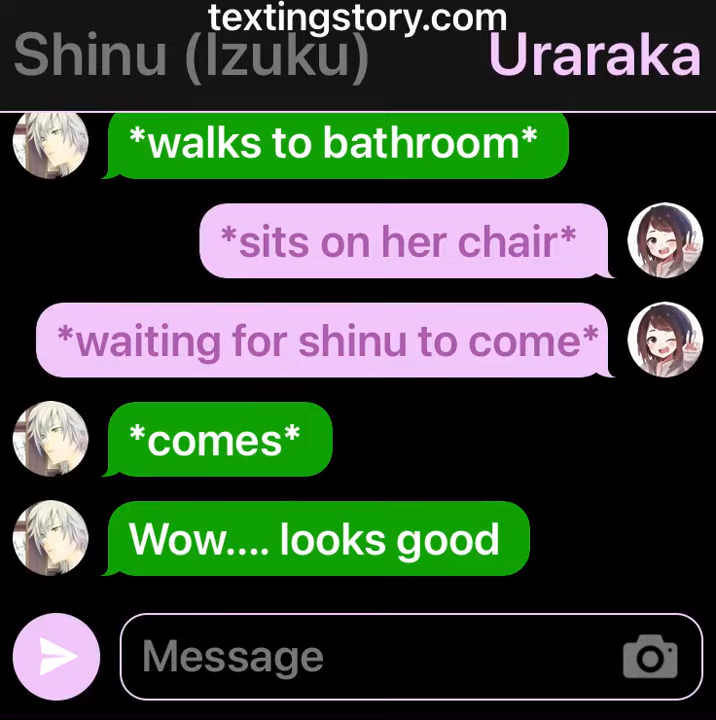 textingstory.com
Shinu (Izuku) Uraraka
*walks to bathroom*
*sits on her chair*
*waiting for shinu to come*
*comes*
Wow.... looks good
Message